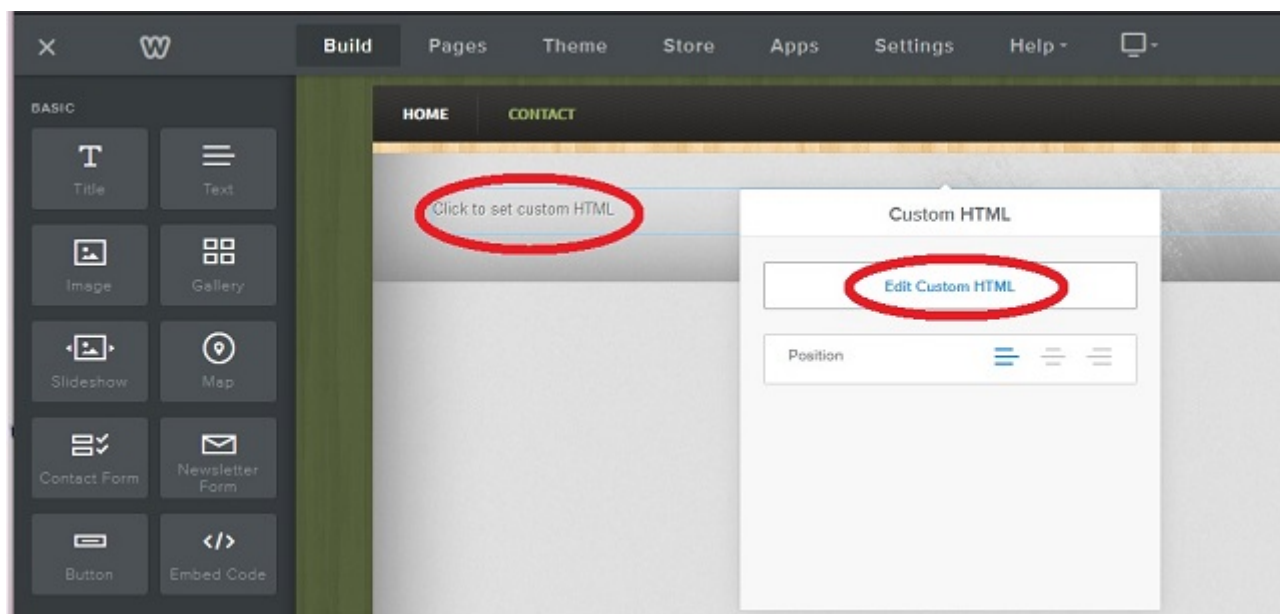 Build Pages Theme Store Apps Settings Help
BASIC
HOME CONTACT
Title Text
Click to set custom HTML
Custom HTML
Image Gallery
Edit Custom HTML
Position
Slideshow Map
Contact Form Newsletter
Form
Button Embed Code